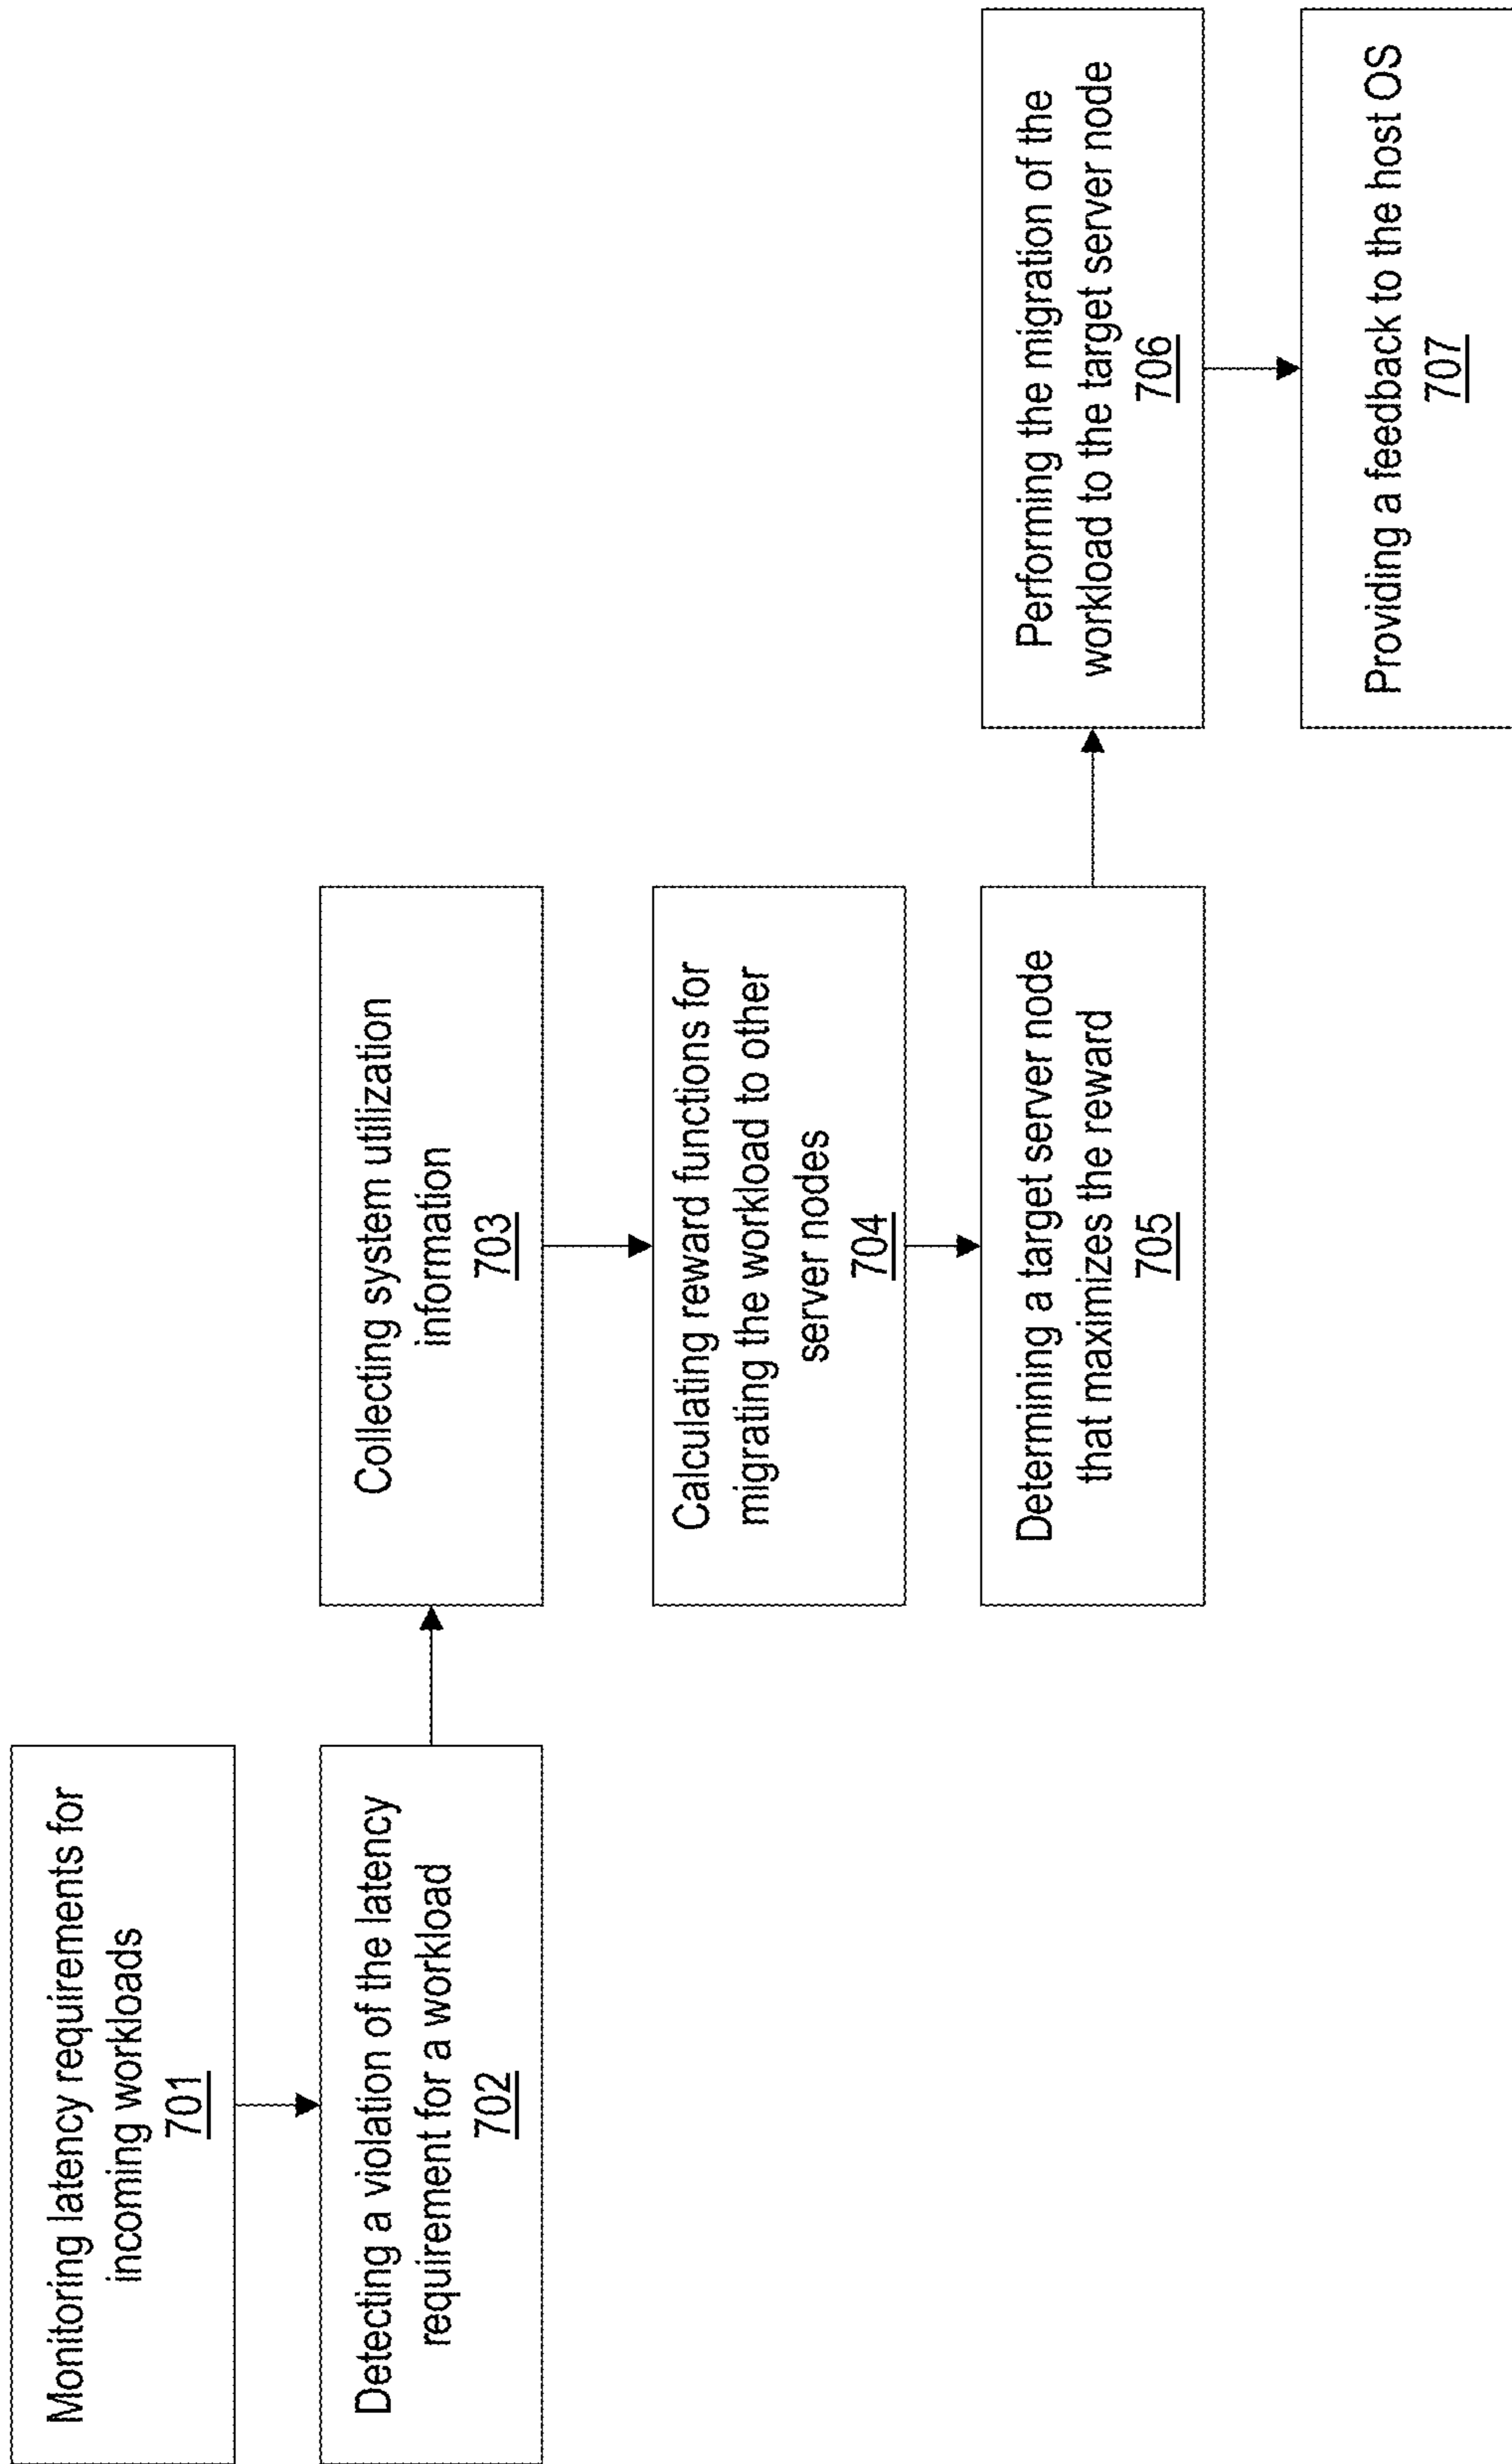 Monitoring latency requirements for
incoming workloads
701
Detecting a violation of the latency
requirement for a workload
702
Collecting system utilization
information
703
Calculating reward functions for
migrating the workload to other
server nodes
704
Determining a target server node
that maximizes the reward
705
Performing the migration of the
workload to the target server node
706
Providing a feedback to the host OS
707